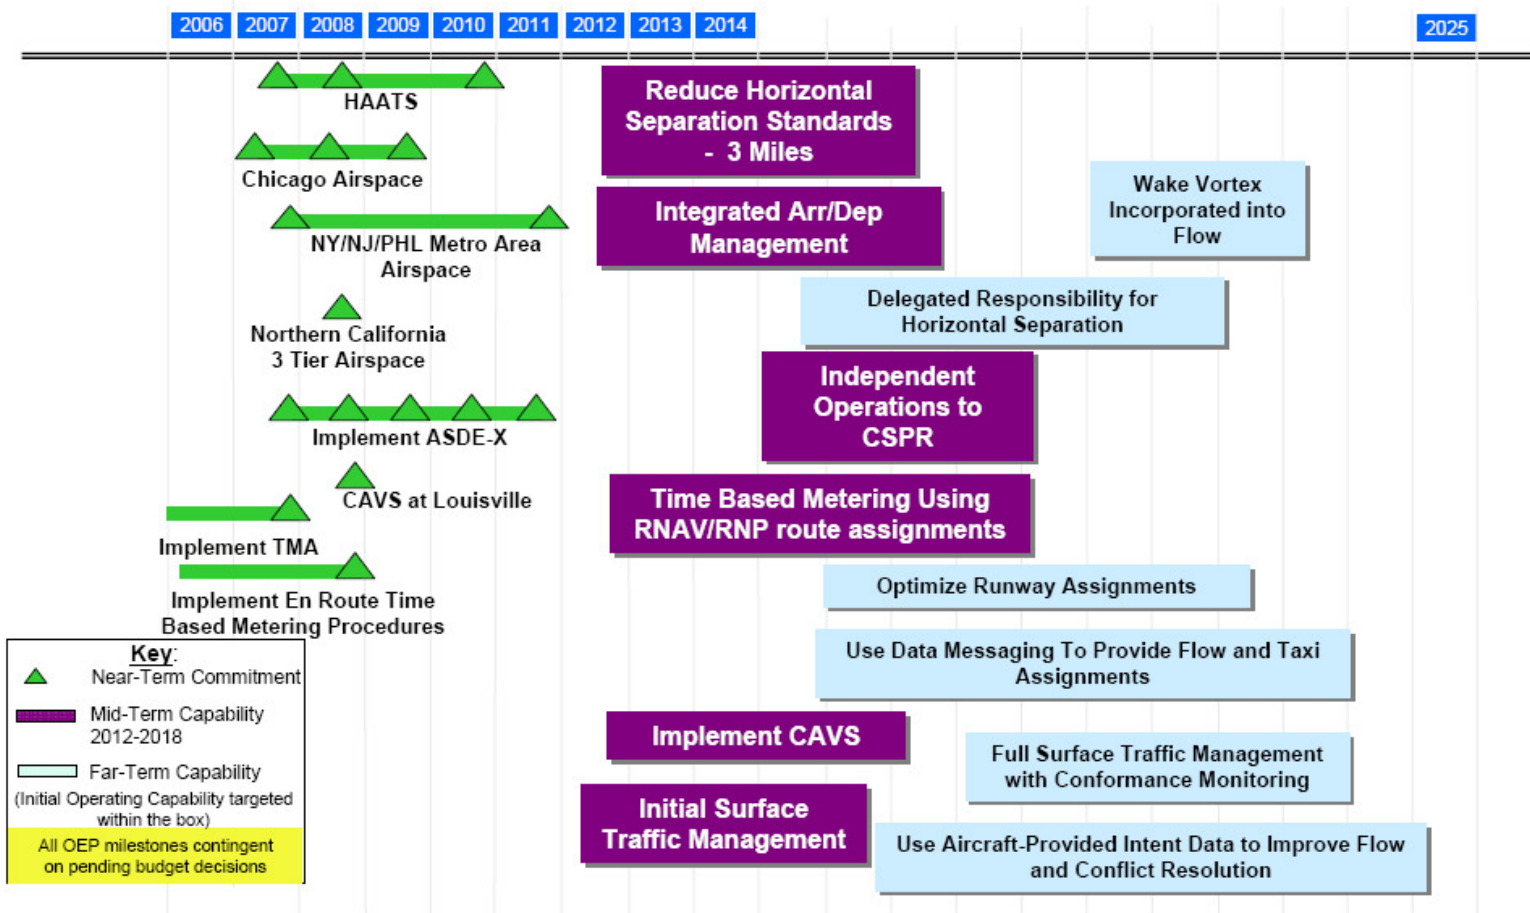 2006 2007 2008 2009 2010 2011 2012 2013 2014 2025
HAATS
Chicago Airspace
NY/NJ/PHL Metro Area
Airspace
Northern California
3 Tier Airspace
Implement ASDE-X
CAVS at Louisville
Implement TMA
Implement En Route Time
Based Metering Procedures
Reduce Horizontal
Separation Standards
- 3 Miles
Integrated Arr/Dep
Management
Wake Vortex
Incorporated into
Flow
Delegated Responsibility for
Horizontal Separation
Independent
Operations to
CSPR
Time Based Metering Using
RNAV/RNP route assignments
Optimize Runway Assignments
Use Data Messaging To Provide Flow and Taxi
Assignments
Implement CAVS
Full Surface Traffic Management
with Conformance Monitoring
Initial Surface
Traffic Management
Use Aircraft-Provided Intent Data to Improve Flow
and Conflict Resolution
Key:
Near-Term Commitment
Mid-Term Capability
2012-2018
Far-Term Capability
(Initial Operating Capability targeted
within the box)
All OEP milestones contingent
on pending budget decisions